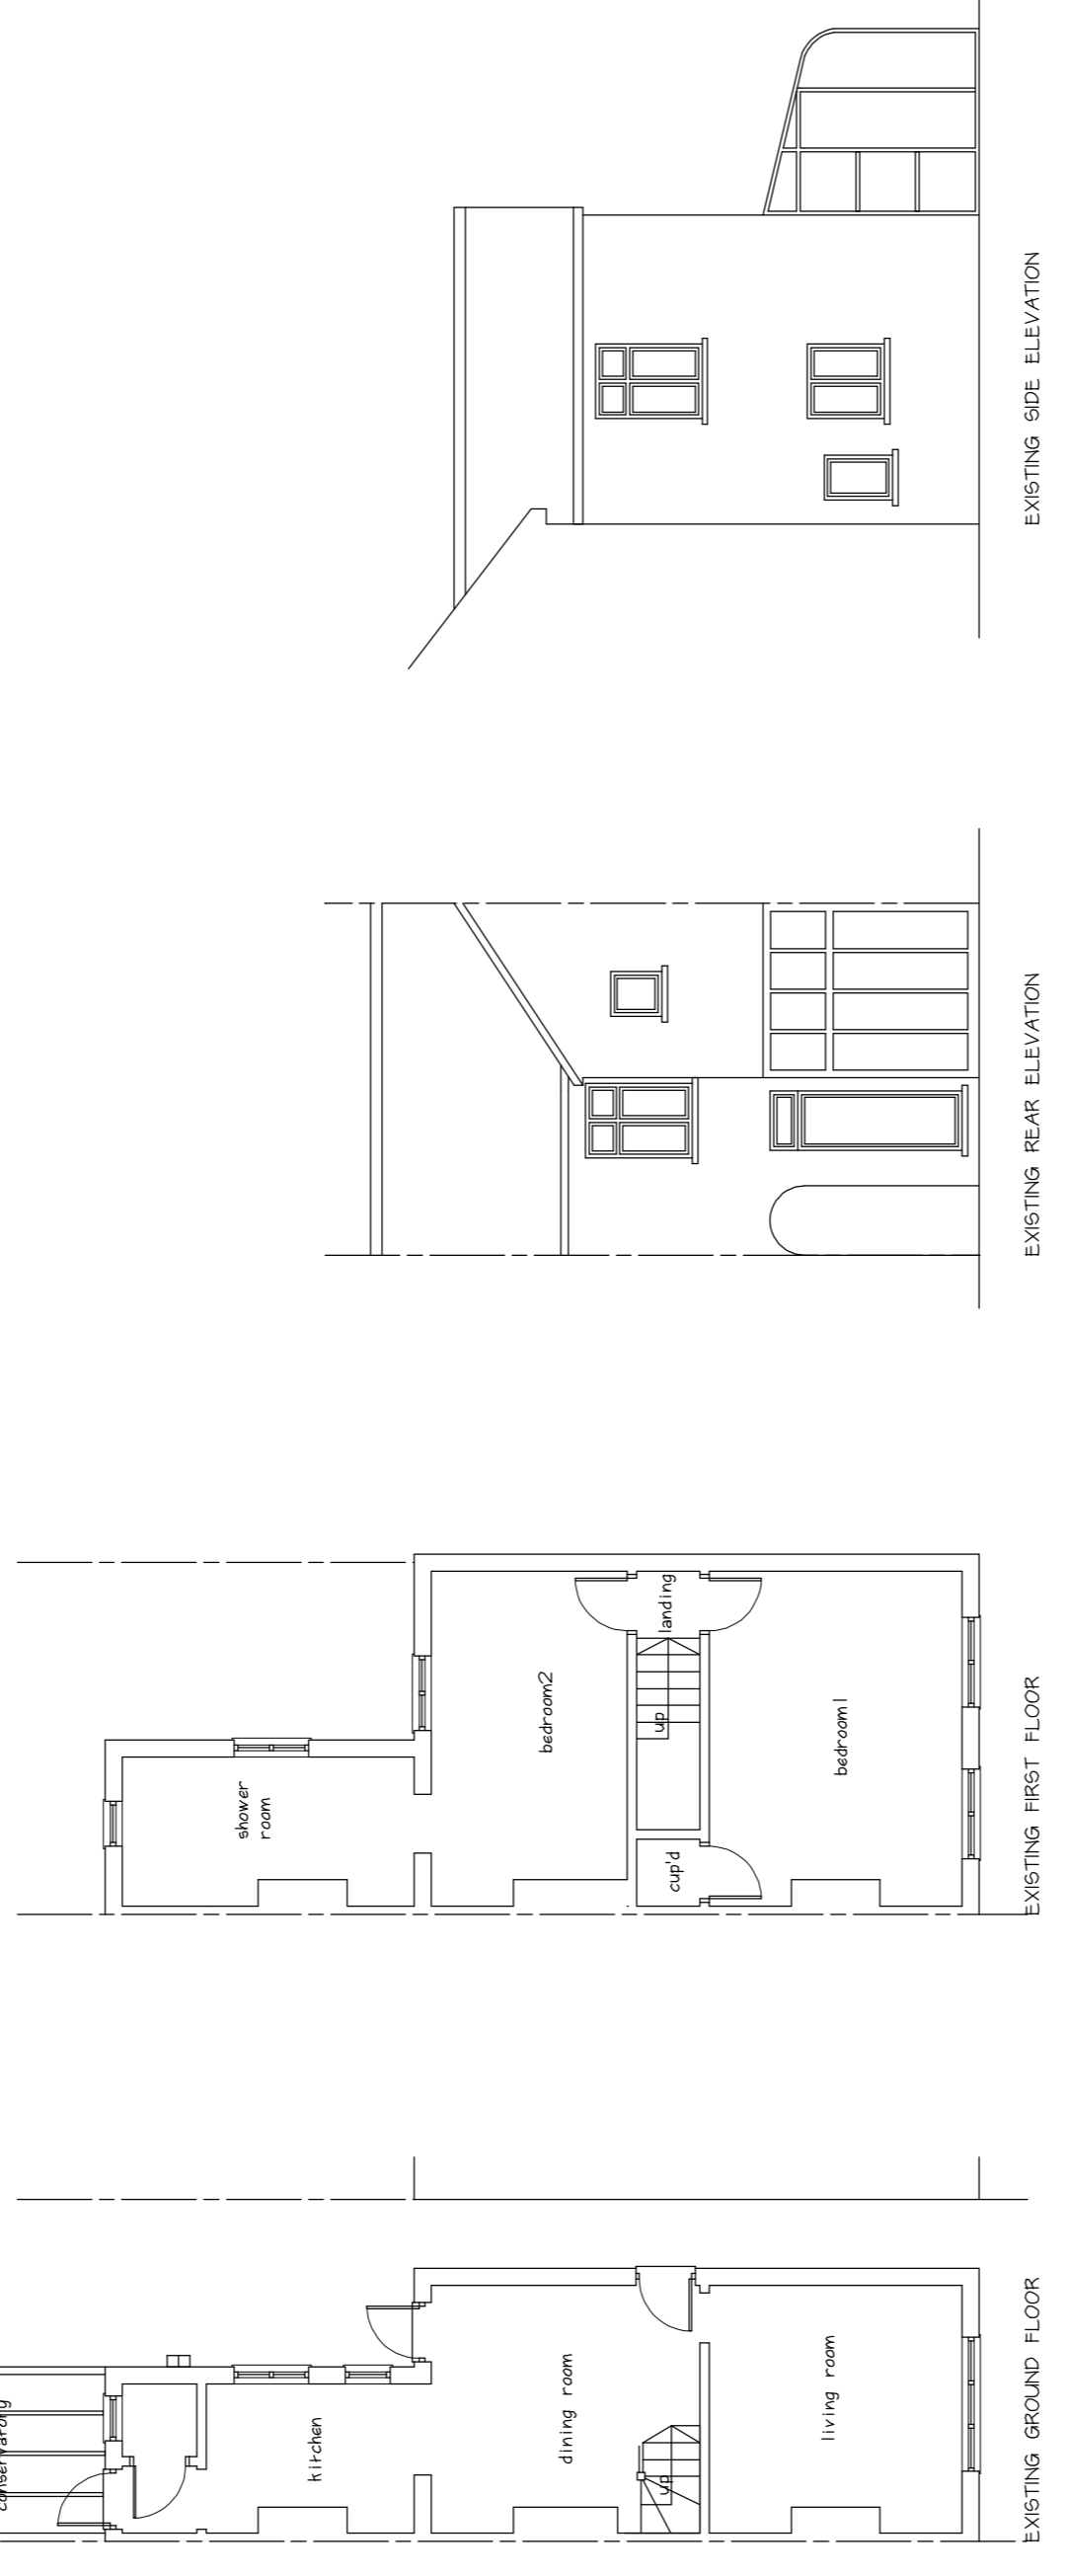 conservatory
kitchen
dining room
up
living room
EXISTING GROUND FLOOR
shower
room
bedroom2
up
landing
cup'd
bedroom1
EXISTING FIRST FLOOR
EXISTING REAR ELEVATION
EXISTING SIDE ELEVATION